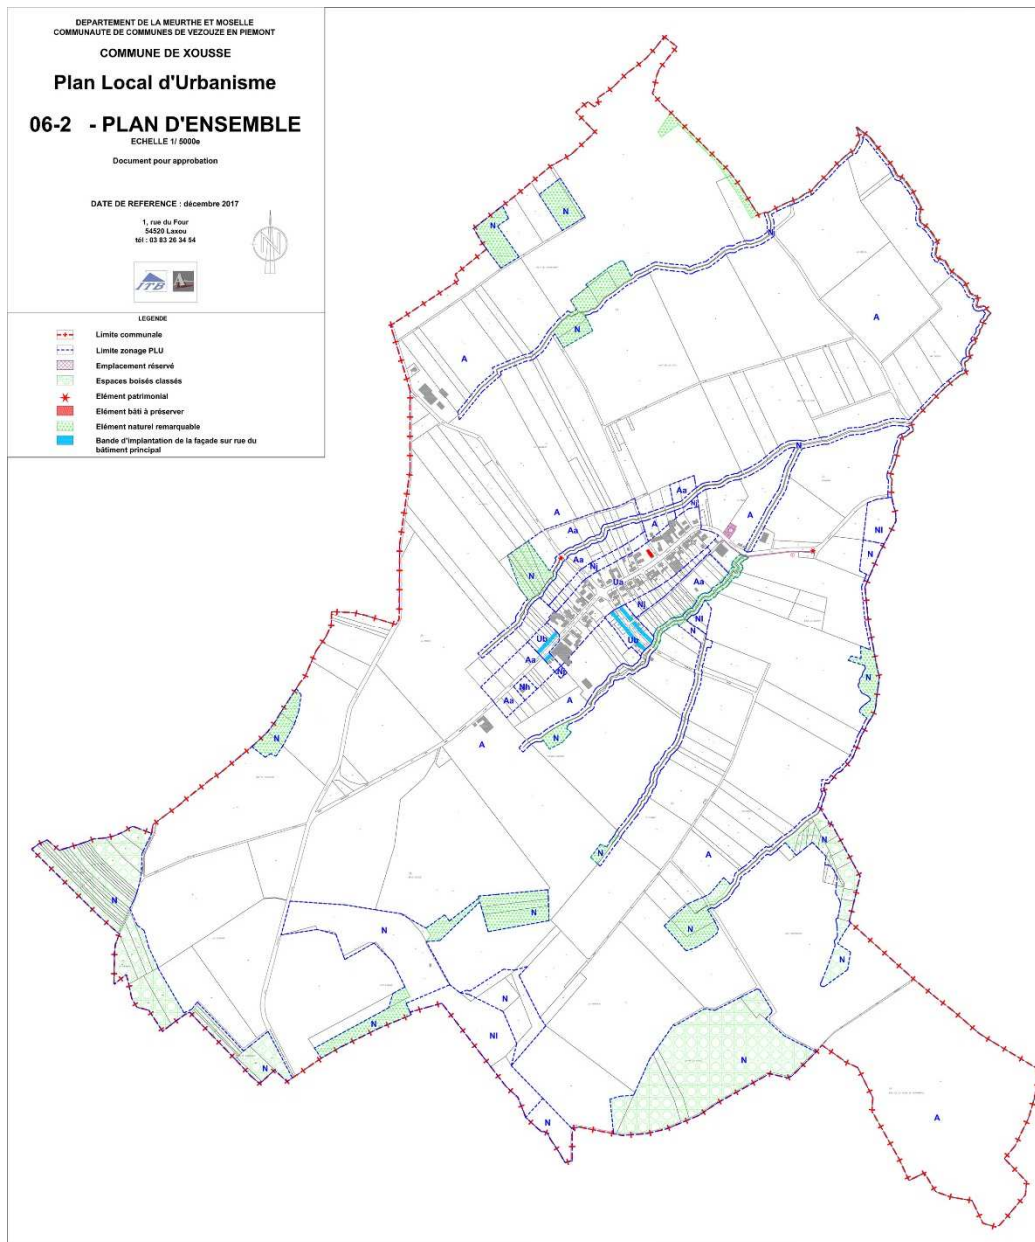 DEPARTEMENT DE LA MEURTHE ET MOSELLE
COMMUNAUTE DE COMMUNES DE VEZOUZE EN PIEMONT
COMMUNE DE XOUSSE
Plan Local d'Urbanisme
06-2 - PLAN D'ENSEMBLE
ECHELLE 1/ 5000e
Document pour approbation
DATE DE REFERENCE : décembre 2017
1, rue du Four
54520 Laxou
tél : 03 83 26 34 54
N
ITB
LEGENDE
Limite communale
Limite zonage PLU
Emplacement réservé
Espaces boisés classés
Elément patrimonial
Elément bâti à préserver
Elément naturel remarquable
Bande d'implantation de la façade sur rue du
bâtiment principal
N
N
N
A
N
A
N
Aa
Nj
A
A
Aa
A
Nl
N
Aa
Nj
N
Ua
Aa
Nj
Nl
N
Ub
Ub
Aa
Nj
Nh
Aa
A
N
N
N
A
A
N
N
N
N
N
N
N
N
N
N
Nl
N
N
N
A